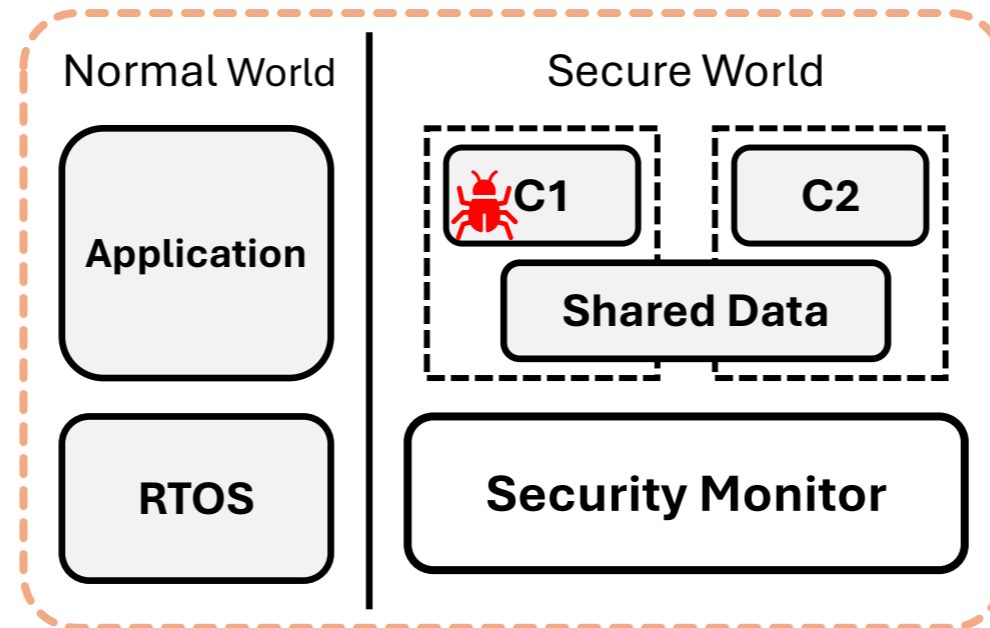 Normal World
Secure World
Application
C1
C2
Shared Data
RTOS
Security Monitor